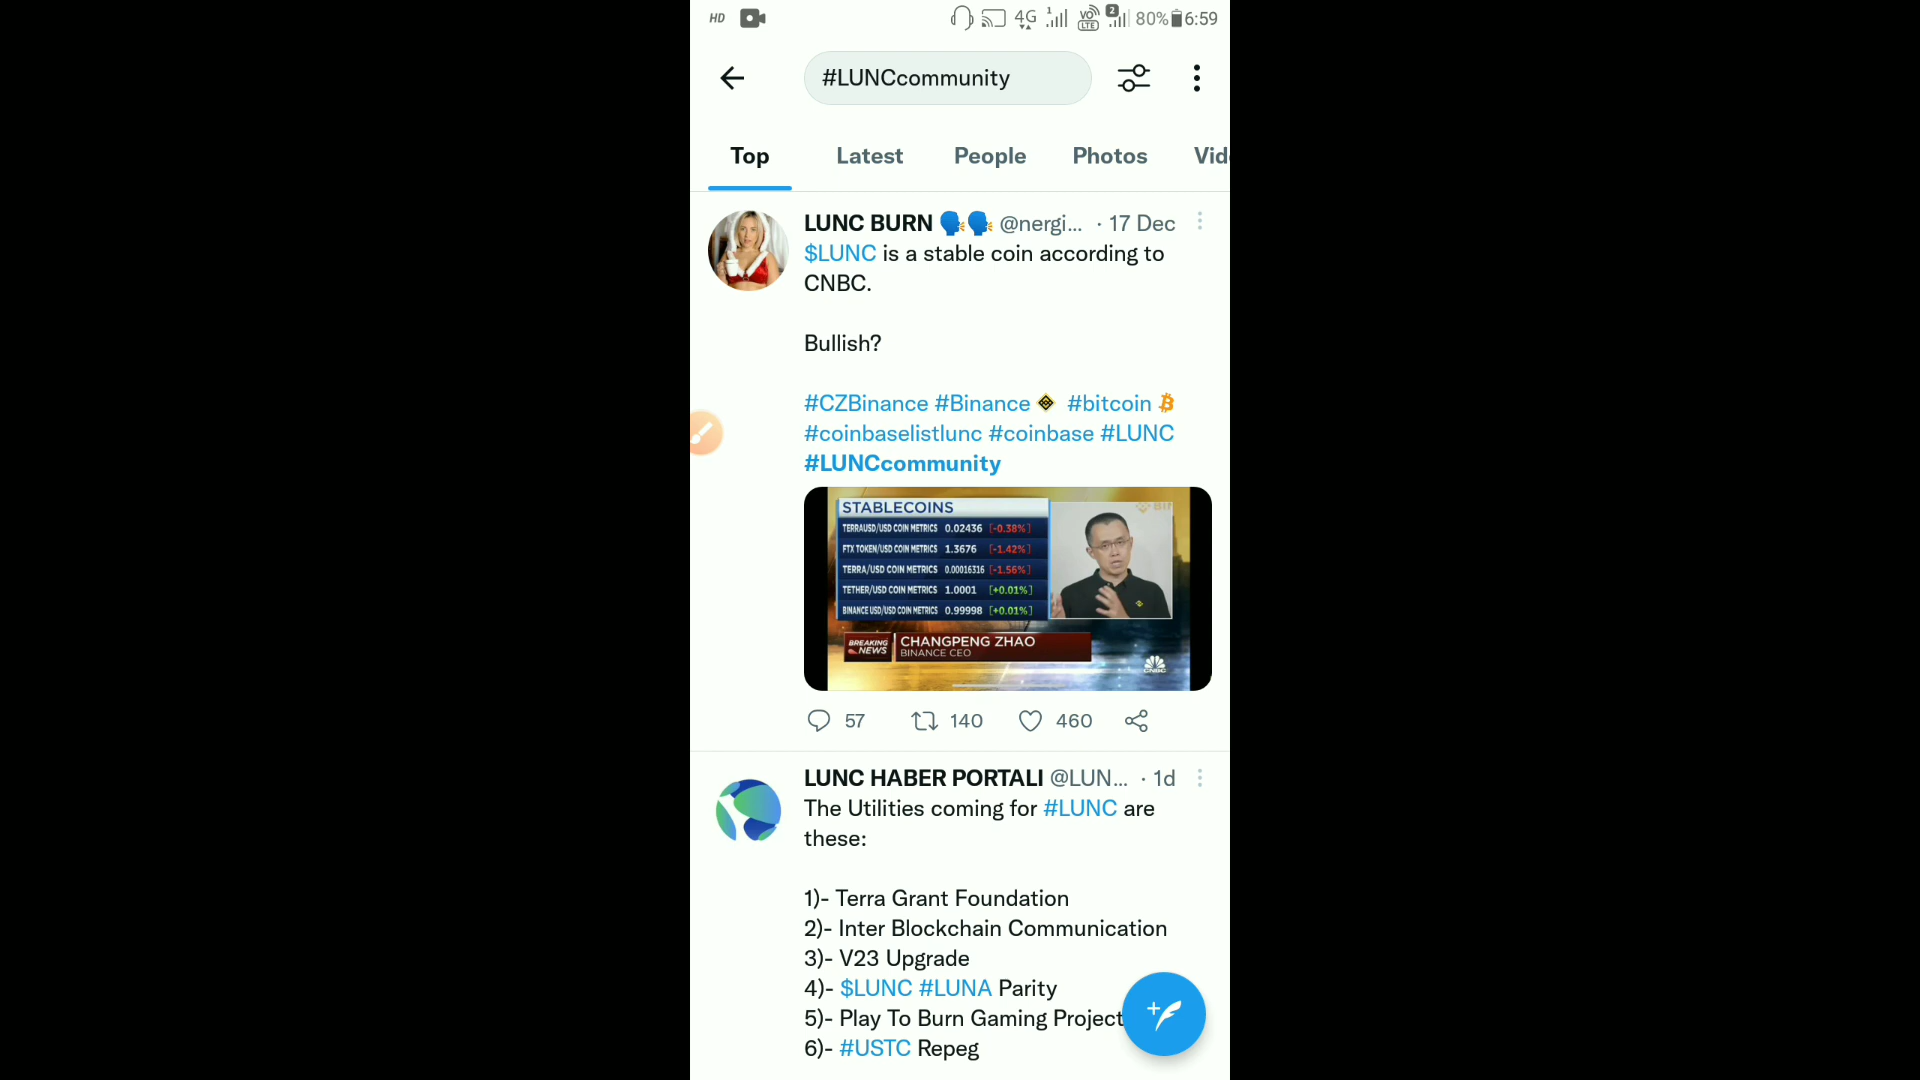 HD 4G 1 VO LTE 2 80% 6:59
#LUNCcommunity
Top Latest People Photos Vid
LUNC BURN 🗣🗣 @nergi... · 17 Dec
$LUNC is a stable coin according to
CNBC.
Bullish?
#CZBinance #Binance #bitcoin
#coinbaselistlunc #coinbase #LUNC
#LUNCcommunity
STABLECOINS
TERRAUSD/USD COIN METRICS 0.02436 [-0.38%]
FTX TOKEN/USD COIN METRICS 1.3676 [-1.42%]
TERRA/USD COIN METRICS 0.00016316 [-1.56%]
TETHER/USD COIN METRICS 1.0001 [+0.01%]
BINANCE USD/USD COIN METRICS 0.99998 [+0.01%]
BIN
BREAKING NEWS
CHANGPENG ZHAO
BINANCE CEO
CNBC
57 140 460
LUNC HABER PORTALI @LUN... · 1d
The Utilities coming for #LUNC are
these:
1)- Terra Grant Foundation
2)- Inter Blockchain Communication
3)- V23 Upgrade
4)- $LUNC #LUNA Parity
5)- Play To Burn Gaming Project
6)- #USTC Repeg